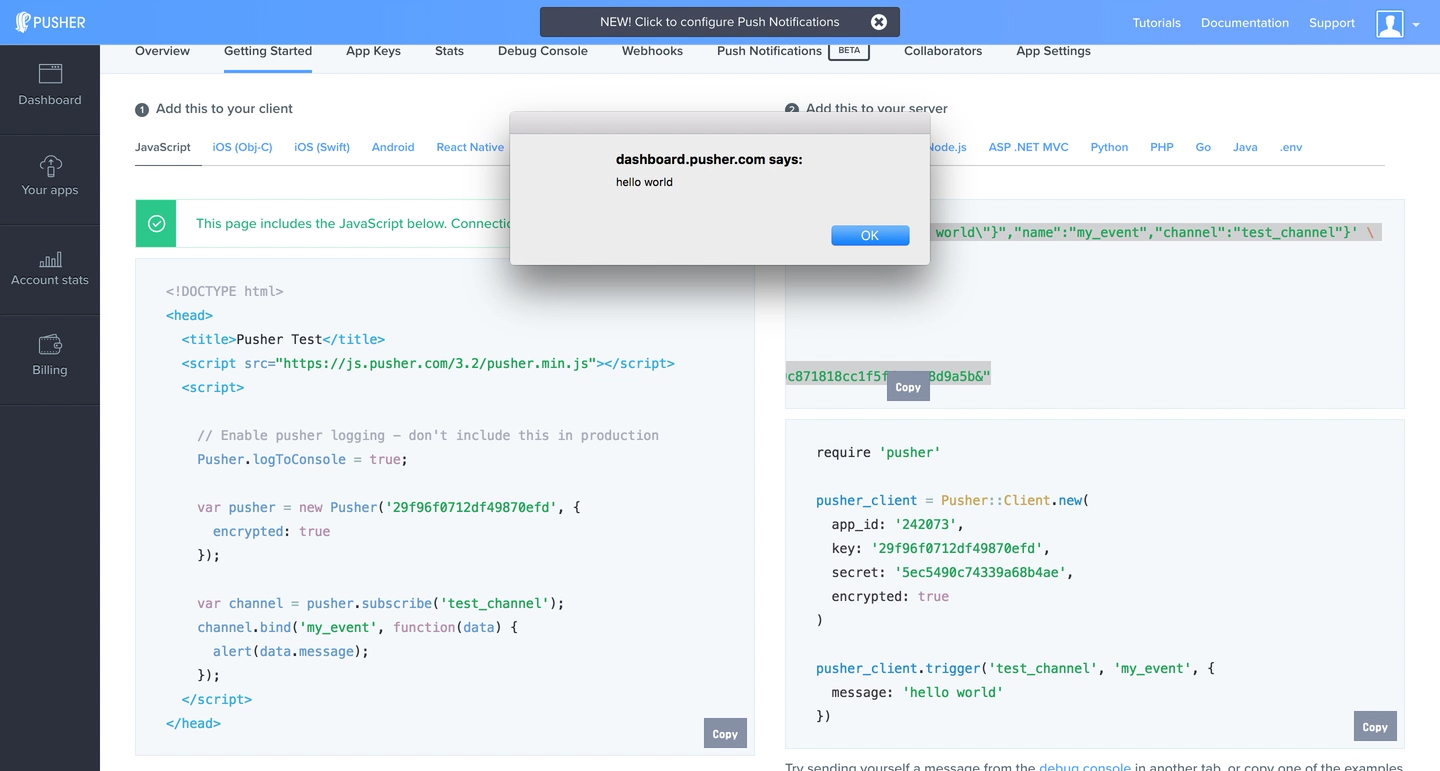 PUSHER
NEW! Click to configure Push Notifications
Tutorials Documentation Support
Overview Getting Started App Keys Stats Debug Console Webhooks Push Notifications BETA Collaborators App Settings
Dashboard
Your apps
Account stats
Billing
1 Add this to your client
JavaScript iOS (Obj-C) iOS (Swift) Android React Native
This page includes the JavaScript below.
<!DOCTYPE html>
<head>
<title>Pusher Test</title>
<script src="https://js.pusher.com/3.2/pusher.min.js"></script>
<script>
// Enable pusher logging – don't include this in production
Pusher.logToConsole = true;
var pusher = new Pusher('29f96f0712df49870efd', {
encrypted: true
});
var channel = pusher.subscribe('test_channel');
channel.bind('my_event', function(data) {
alert(data.message);
});
</script>
</head>
Copy
dashboard.pusher.com says:
hello world
OK
2 Add this to your server
Node.js ASP .NET MVC Python PHP Go Java .env
world\"}","name":"my_event","channel":"test_channel"}' \
Copy
require 'pusher'
pusher_client = Pusher::Client.new(
app_id: '242073',
key: '29f96f0712df49870efd',
secret: '5ec5490c74339a68b4ae',
encrypted: true
)
pusher_client.trigger('test_channel', 'my_event', {
message: 'hello world'
})
Copy
Try sending yourself a message from the debug console in another tab, or copy one of the examples